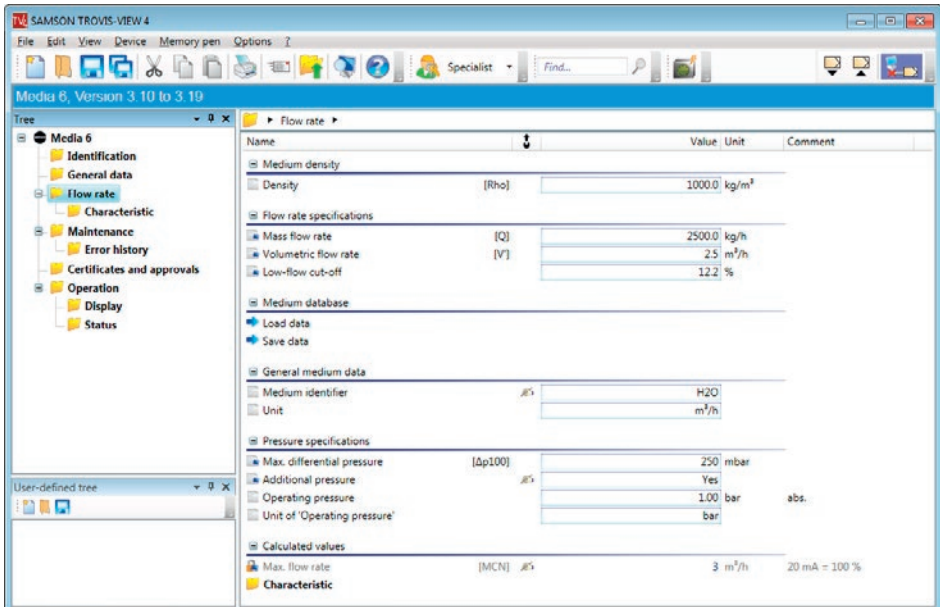 TV4 SAMSON TROVIS-VIEW 4
File Edit View Device Memory pen Options ?
Specialist Find...
Media 6, Version 3.10 to 3.19
Tree
Media 6
Identification
General data
Flow rate
Characteristic
Maintenance
Error history
Certificates and approvals
Operation
Display
Status
User-defined tree
Flow rate
Name Value Unit Comment
Medium density
Density [Rho] 1000.0 kg/m³
Flow rate specifications
Mass flow rate [Q] 2500.0 kg/h
Volumetric flow rate [V'] 2.5 m³/h
Low-flow cut-off 12.2 %
Medium database
Load data
Save data
General medium data
Medium identifier H2O
Unit m³/h
Pressure specifications
Max. differential pressure [Δp100] 250 mbar
Additional pressure Yes
Operating pressure 1.00 bar abs.
Unit of 'Operating pressure' bar
Calculated values
Max. flow rate [MCN] 3 m³/h 20 mA = 100 %
Characteristic